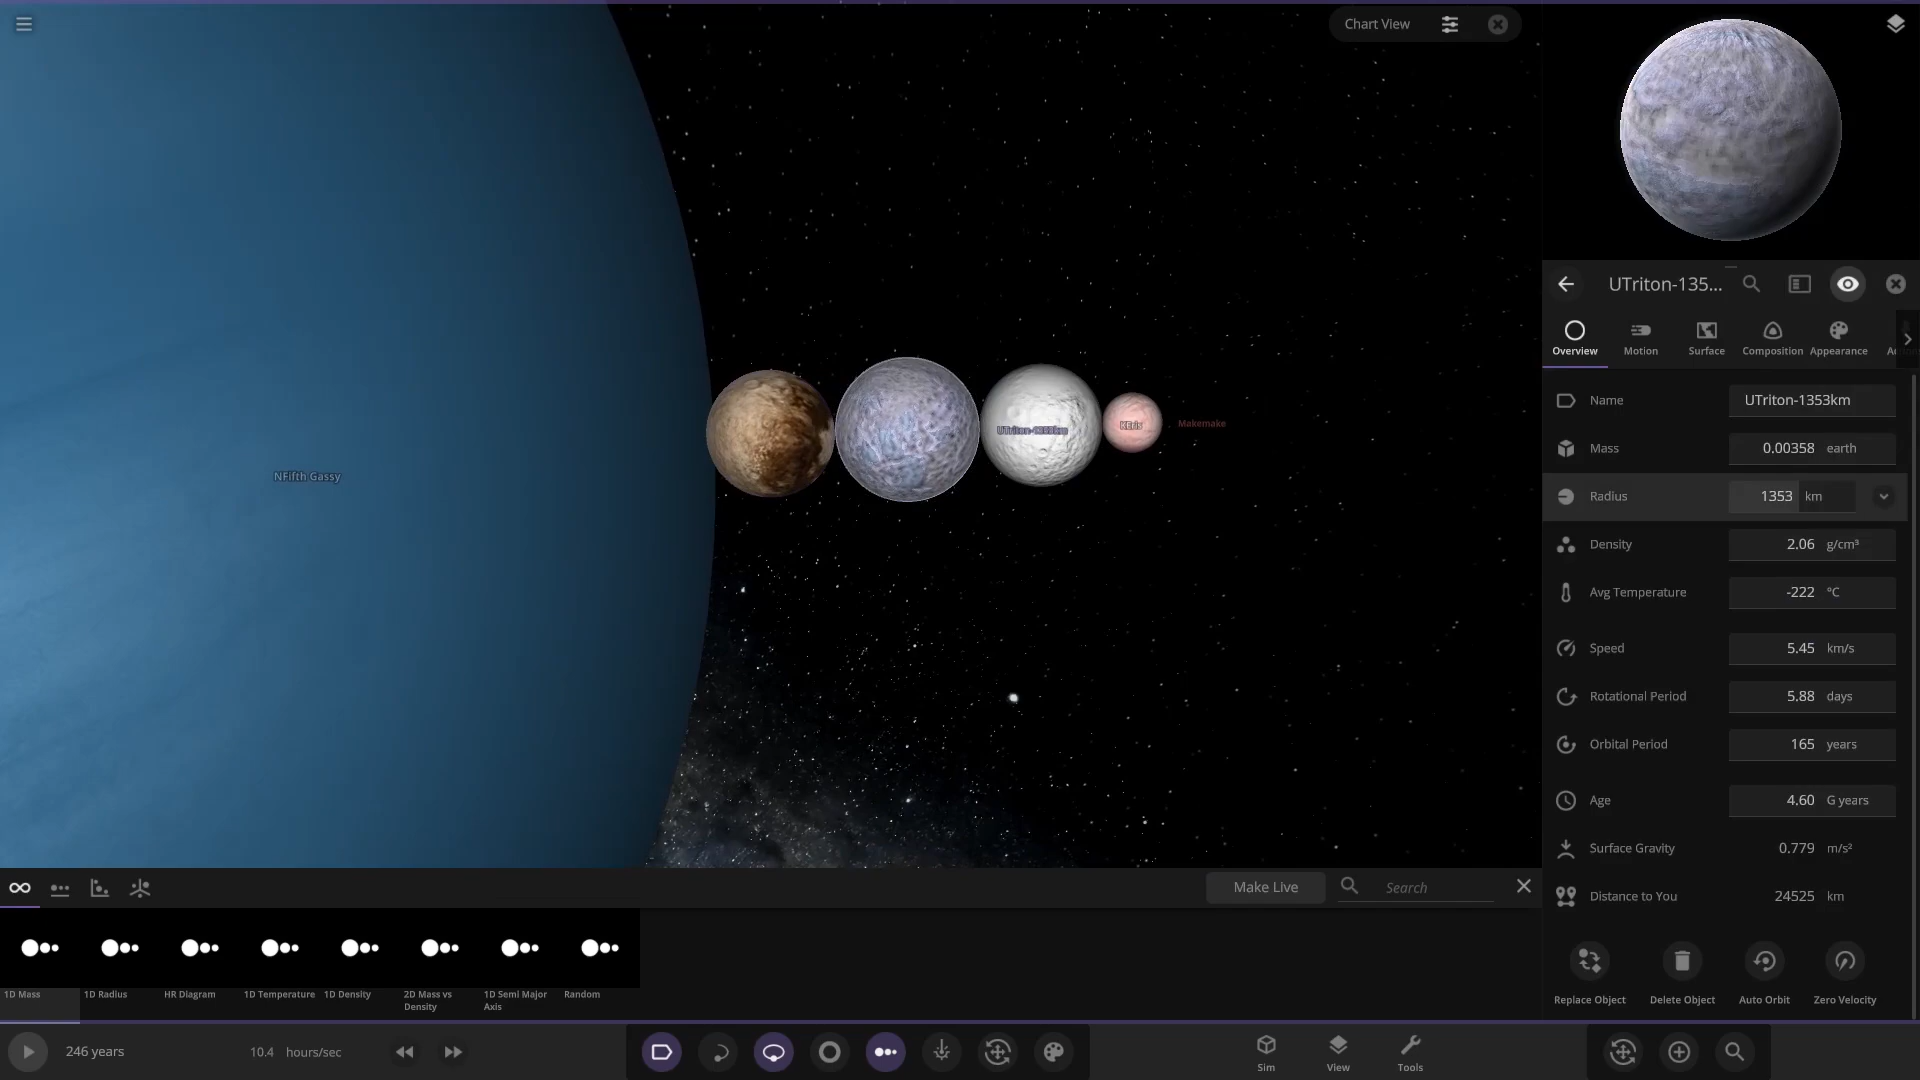 Chart View
NFifth Gassy
UTriton-1353km
Makemake
UTriton-135...
Overview
Motion
Surface
Composition
Appearance
Name
UTriton-1353km
Mass
0.00358 earth
Radius
1353 km
Density
2.06 g/cm³
Avg Temperature
-222 °C
Speed
5.45 km/s
Rotational Period
5.88 days
Orbital Period
165 years
Age
4.60 G years
Surface Gravity
0.779 m/s²
Distance to You
24525 km
Replace Object
Delete Object
Auto Orbit
Zero Velocity
Make Live
Search
1D Mass
1D Radius
HR Diagram
1D Temperature
1D Density
2D Mass vs
Density
1D Semi Major
Axis
Random
246 years
10.4 hours/sec
Sim
View
Tools